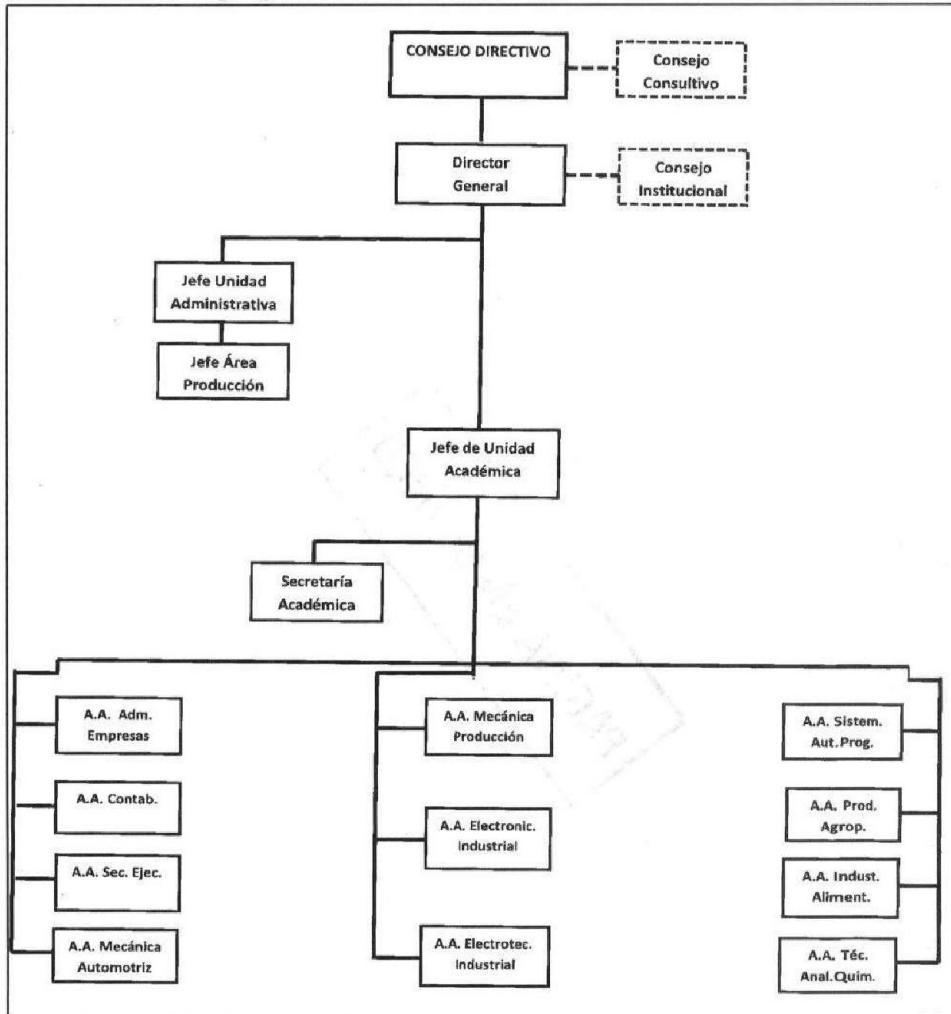 CONSEJO DIRECTIVO
Consejo
Consultivo
Director
General
Consejo
Institucional
Jefe Unidad
Administrativa
Jefe Área
Producción
Jefe de Unidad
Académica
Secretaría
Académica
A.A. Adm.
Empresas
A.A. Contab.
A.A. Sec. Ejec.
A.A. Mecánica
Automotriz
A.A. Mecánica
Producción
A.A. Electronic.
Industrial
A.A. Electrotec.
Industrial
A.A. Sistem.
Aut.Prog.
A.A. Prod.
Agrop.
A.A. Indust.
Aliment.
A.A. Téc.
Anal.Quim.